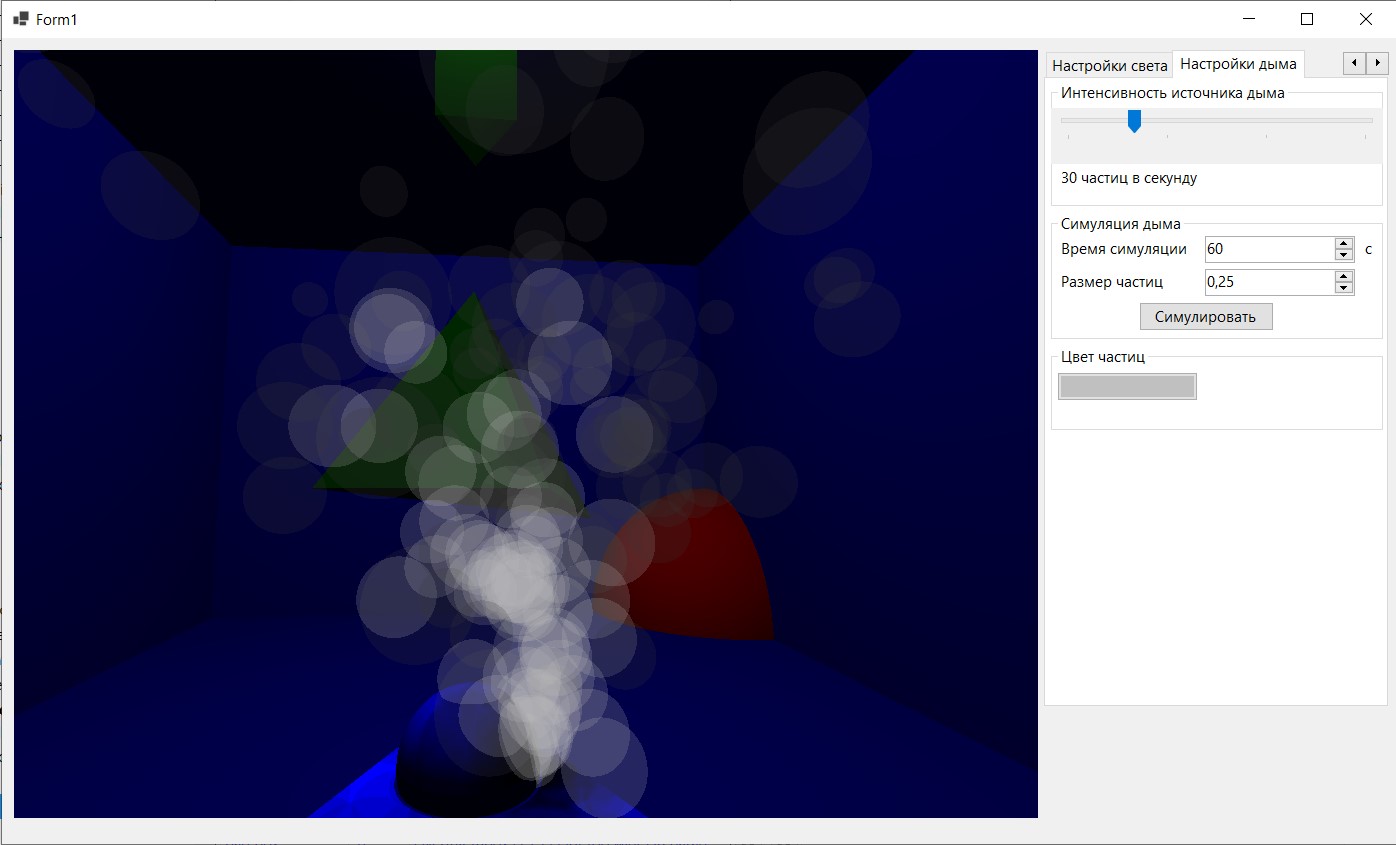 Form1
Настройки света
Настройки дыма
Интенсивность источника дыма
30 частиц в секунду
Симуляция дыма
Время симуляции 60 с
Размер частиц 0,25
Симулировать
Цвет частиц